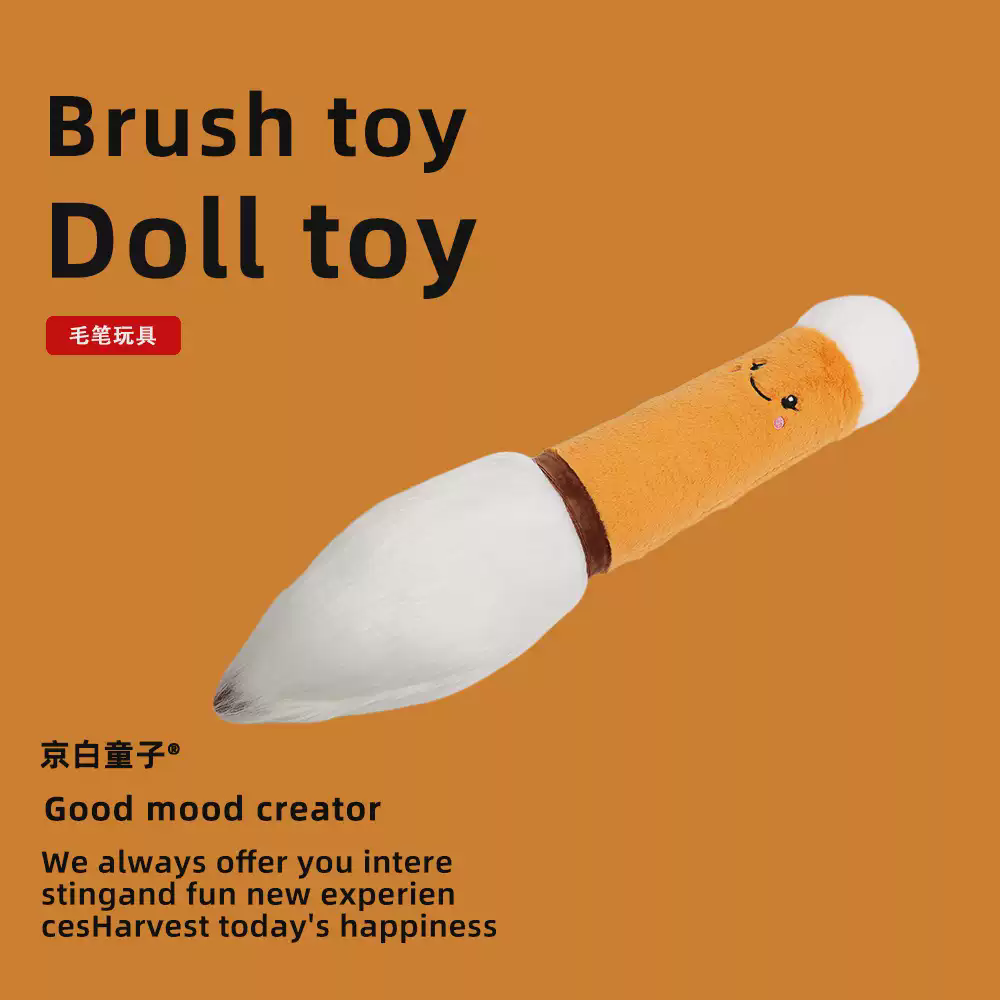 Brush toy
Doll toy
毛笔玩具
京白童子®
Good mood creator
We always offer you intere
stingand fun new experien
cesHarvest today's happiness